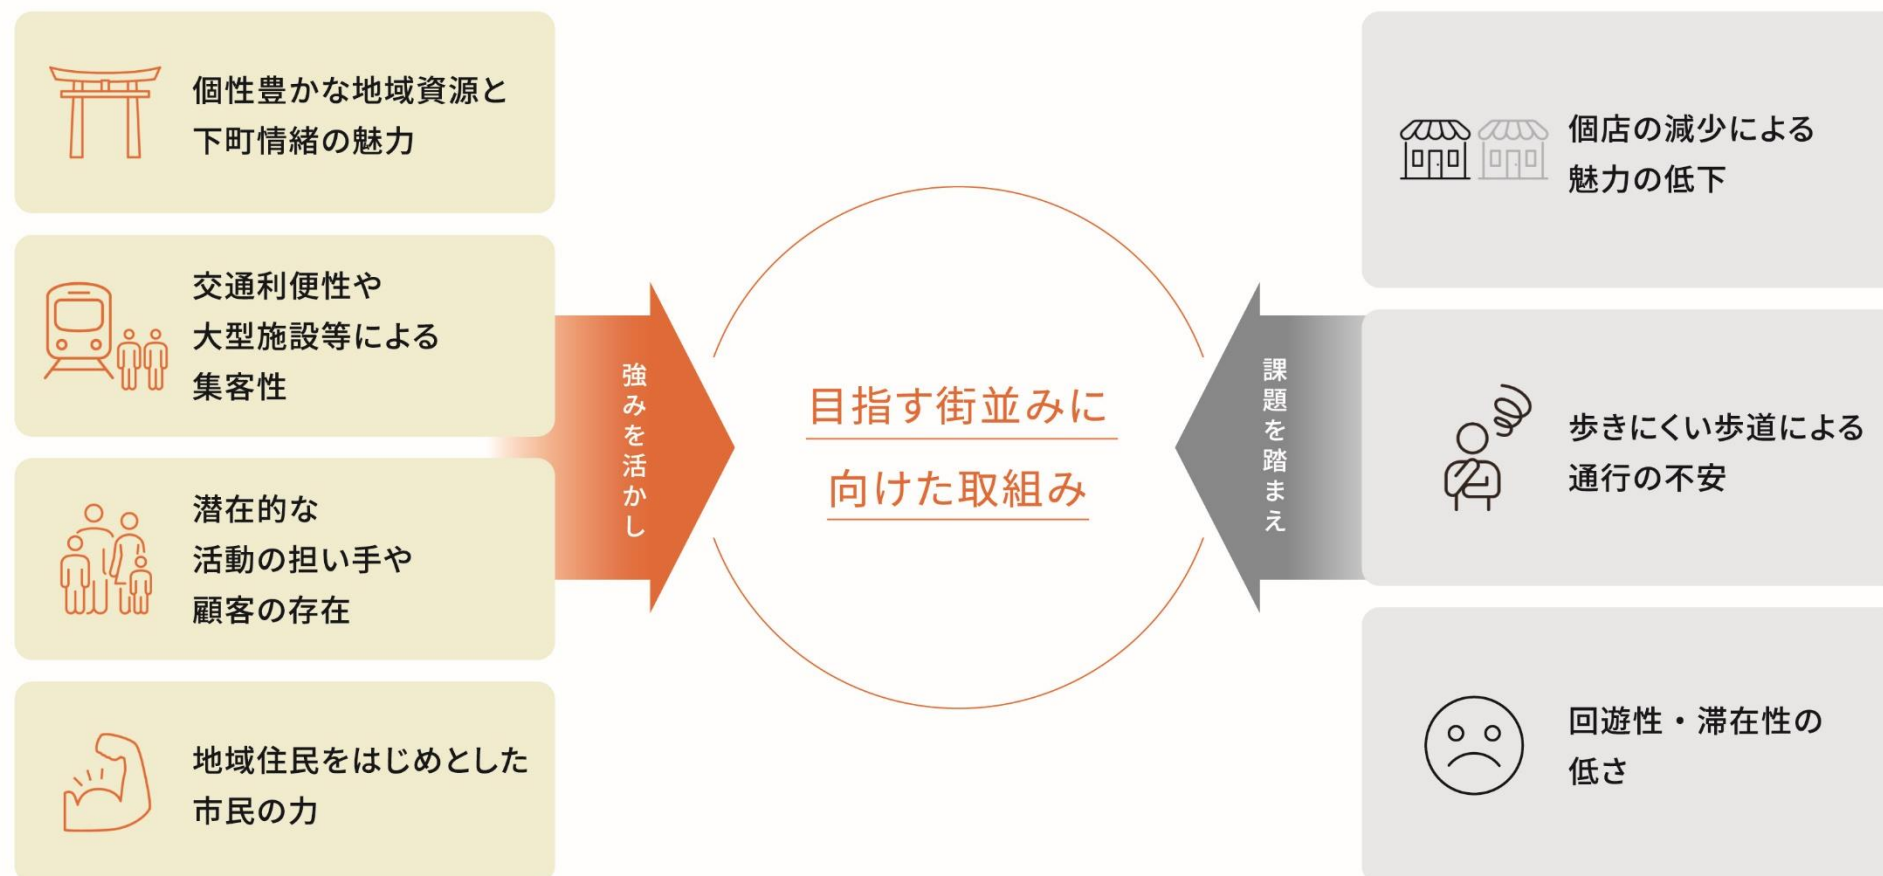 個性豊かな地域資源と
下町情緒の魅力
交通利便性や
大型施設等による
集客性
潜在的な
活動の担い手や
顧客の存在
地域住民をはじめとした
市民の力
強みを活かし
目指す街並みに
向けた取組み
課題を踏まえ
個店の減少による
魅力の低下
歩きにくい歩道による
通行の不安
回遊性・滞在性の
低さ